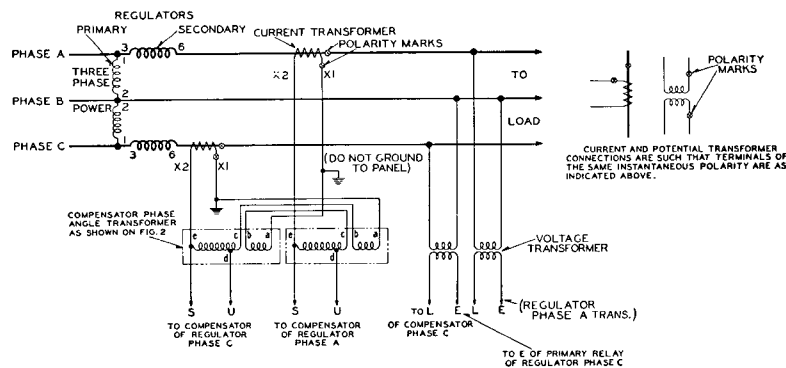 REGULATORS
PRIMARY
SECONDARY
CURRENT TRANSFORMER
POLARITY MARKS
PHASE A
3
6
1
X2
X1
THREE
PHASE
TO
PHASE B
2
2
POWER
LOAD
PHASE C
1
3
6
X2
X1
(DO NOT GROUND
TO PANEL)
POLARITY
MARKS
CURRENT AND POTENTIAL TRANSFORMER
CONNECTIONS ARE SUCH THAT TERMINALS OF
THE SAME INSTANTANEOUS POLARITY ARE AS
INDICATED ABOVE.
COMPENSATOR PHASE
ANGLE TRANSFORMER
AS SHOWN ON FIG. 2
e c b a
d
e c b a
d
VOLTAGE
TRANSFORMER
S U
S U
TO L E L E
(REGULATOR
PHASE A TRANS.)
TO COMPENSATOR
OF REGULATOR
PHASE C
TO COMPENSATOR
OF REGULATOR
PHASE A
OF COMPENSATOR
PHASE C
TO E OF PRIMARY RELAY
OF REGULATOR PHASE C